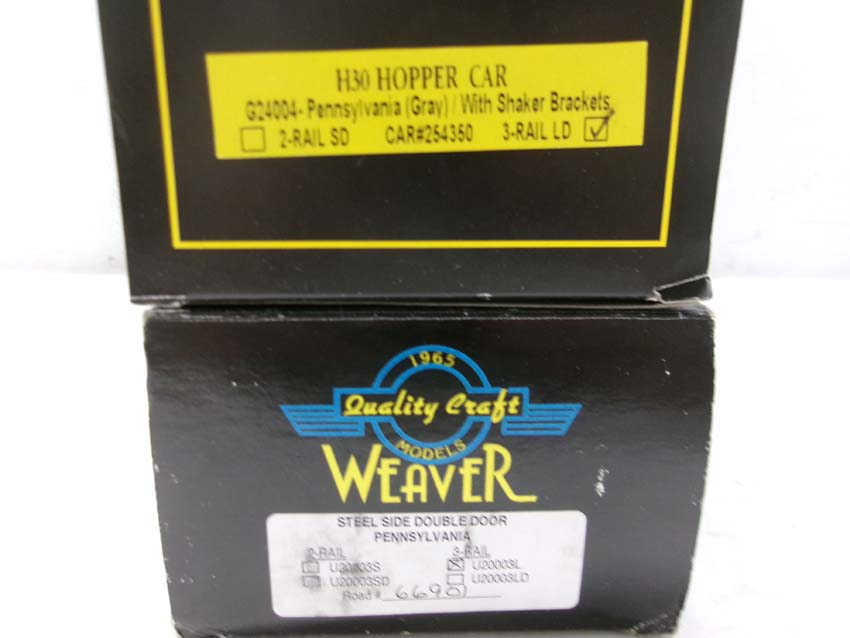 H30 HOPPER CAR
G24004- Pennsylvania (Gray) / With Shaker Brackets
2-RAIL SD CAR#254350 3-RAIL LD
1965
Quality Craft
MODELS
WEAVER
STEEL SIDE DOUBLE DOOR
PENNSYLVANIA
2-RAIL 3-RAIL
U20003S U20003L
U20003SD U20003LD
Road # 66901